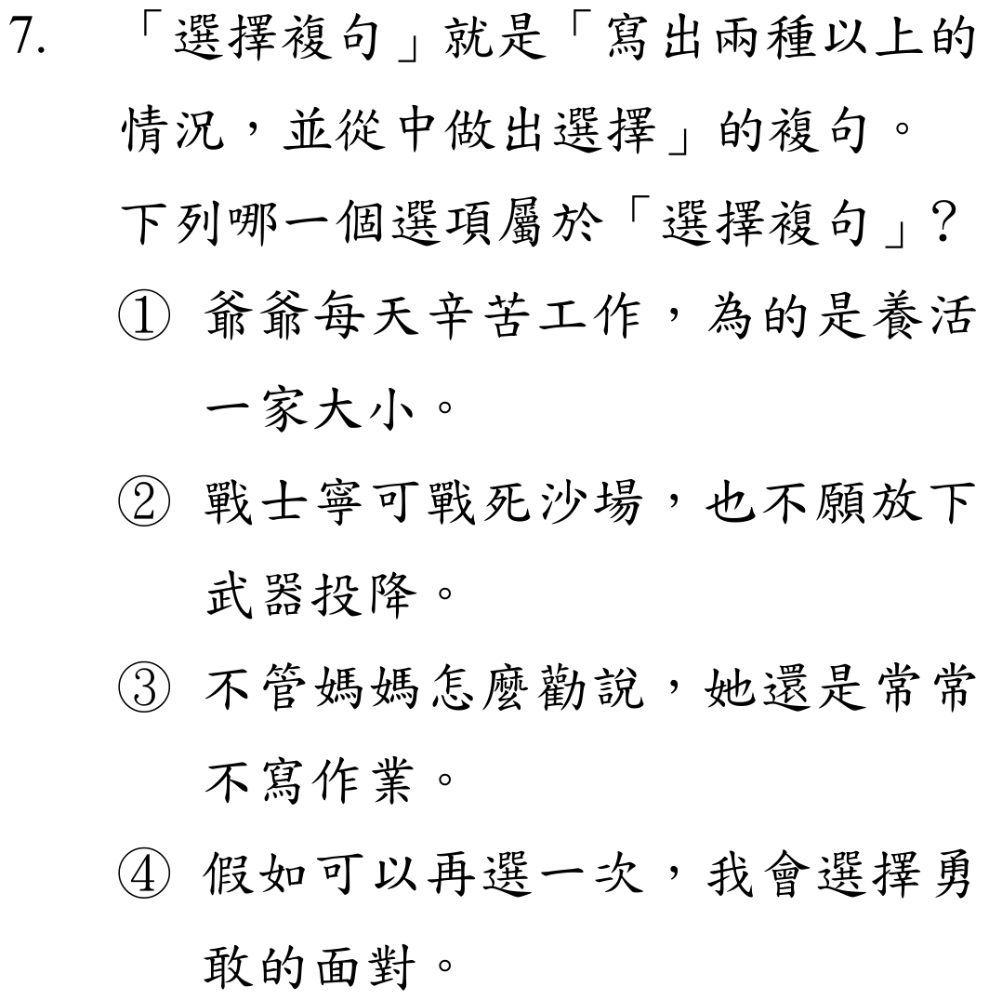 7. 「選擇複句」就是「寫出兩種以上的
情況，並從中做出選擇」的複句。
下列哪一個選項屬於「選擇複句」？
① 爺爺每天辛苦工作，為的是養活
一家大小。
② 戰士寧可戰死沙場，也不願放下
武器投降。
③ 不管媽媽怎麼勸說，她還是常常
不寫作業。
④ 假如可以再選一次，我會選擇勇
敢的面對。